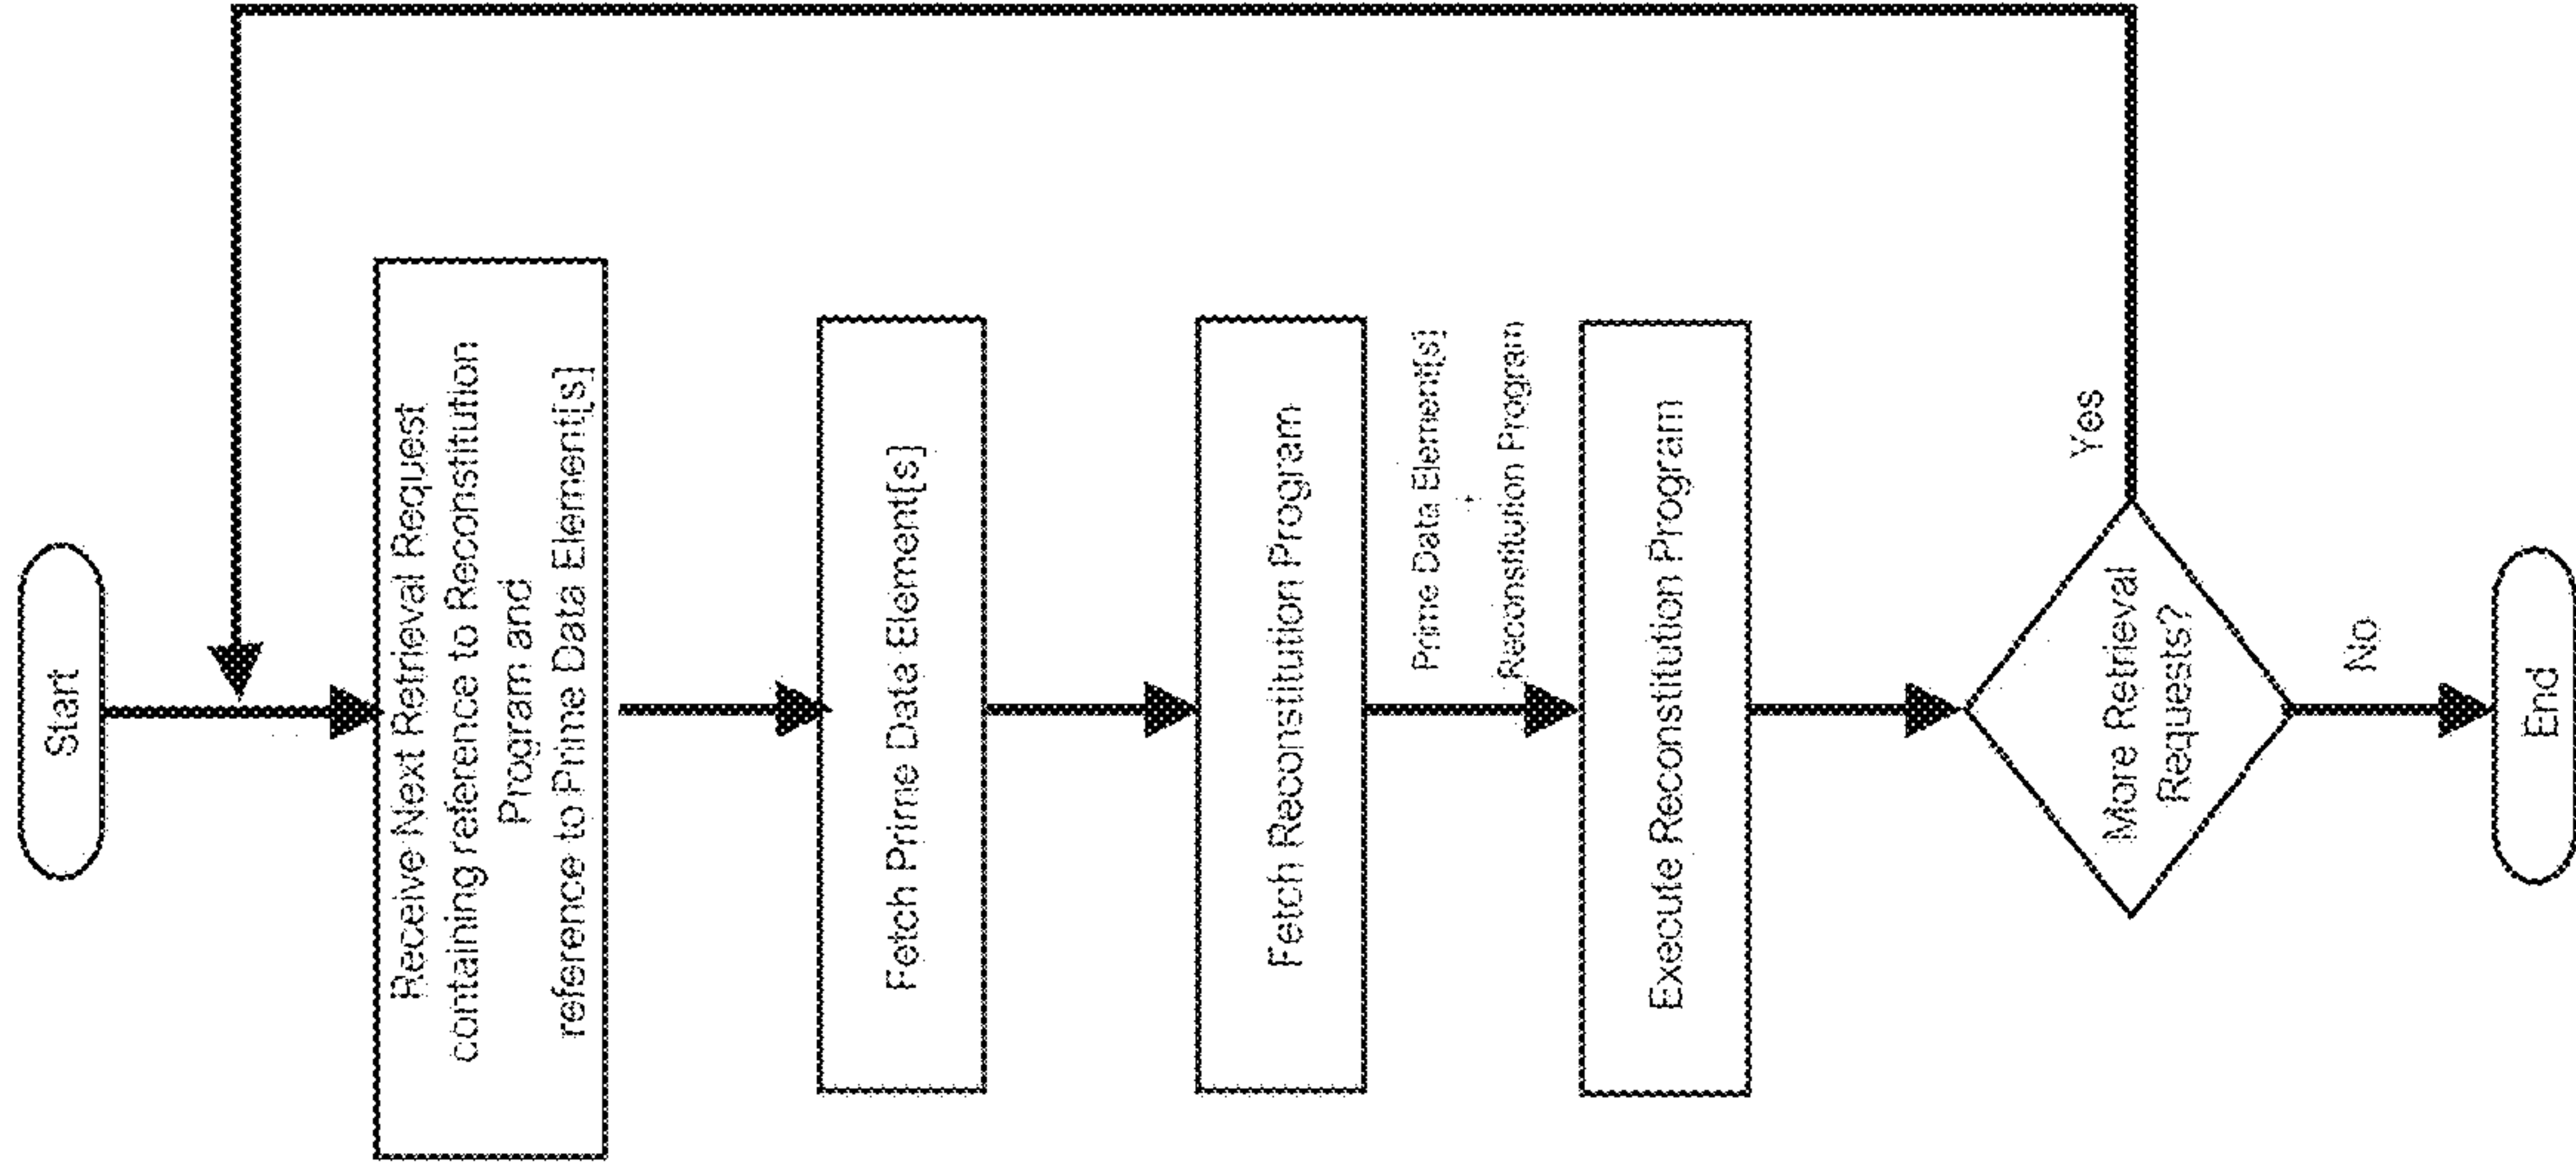 Start
Receive Next Retrieval Request
containing reference to Reconstitution
Program and
reference to Prime Data Element[s]
Fetch Prime Data Element[s]
Fetch Reconstitution Program
Prime Data Element[s]
+
Reconstitution Program
Execute Reconstitution Program
More Retrieval
Requests?
Yes
No
End